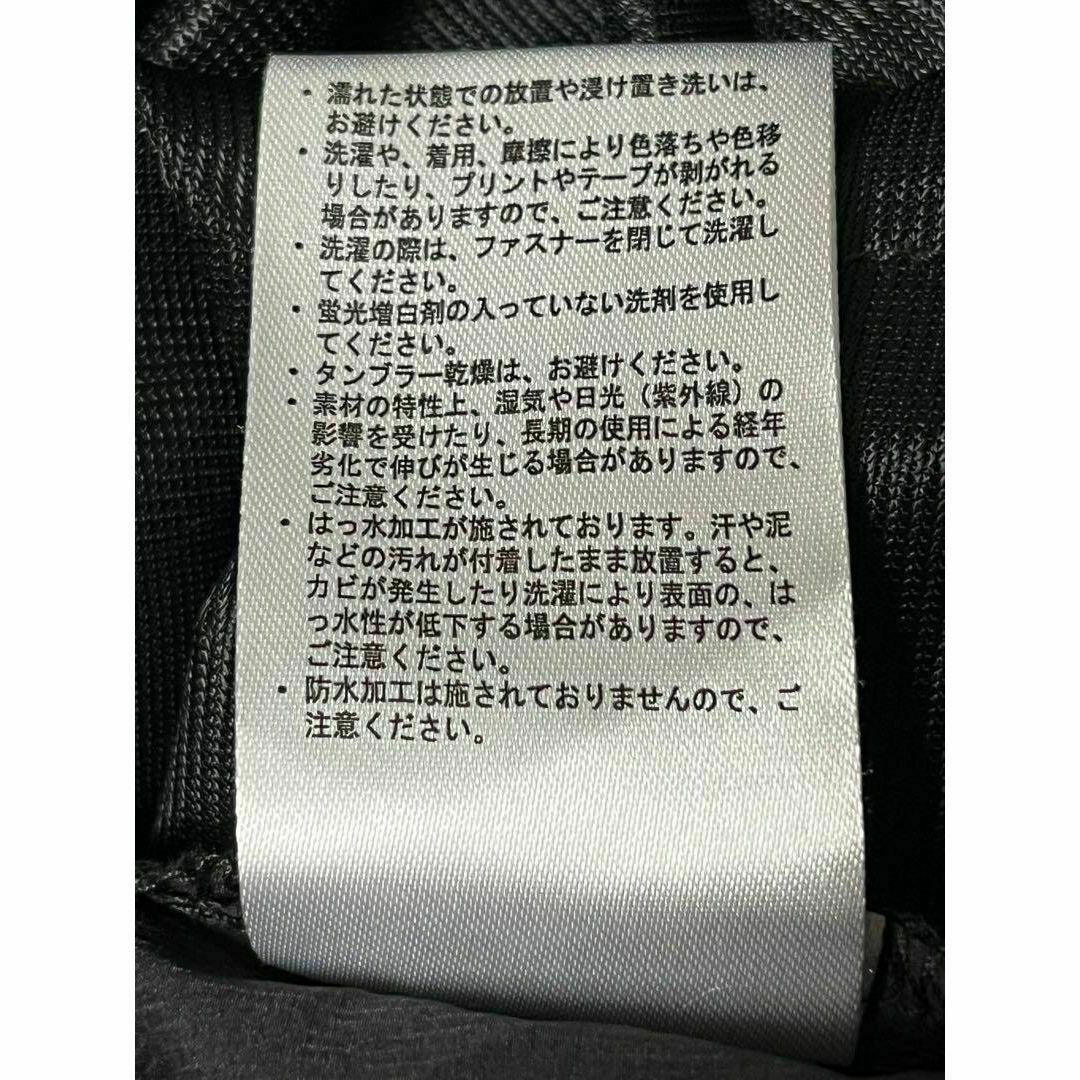 ・濡れた状態での放置や浸け置き洗いは、
お避けください。
・洗濯や、着用、摩擦により色落ちや色移
りしたり、プリントやテープが剥がれる
場合がありますので、ご注意ください。
・洗濯の際は、ファスナーを閉じて洗濯し
てください。
・蛍光増白剤の入っていない洗剤を使用し
てください。
・タンブラー乾燥は、お避けください。
・素材の特性上、湿気や日光（紫外線）の
影響を受けたり、長期の使用による経年
劣化で伸びが生じる場合がありますので、
ご注意ください。
・はっ水加工が施されております。汗や泥
などの汚れが付着したまま放置すると、
カビが発生したり洗濯により表面の、は
っ水性が低下する場合がありますので、
ご注意ください。
・防水加工は施されておりませんので、ご
注意ください。